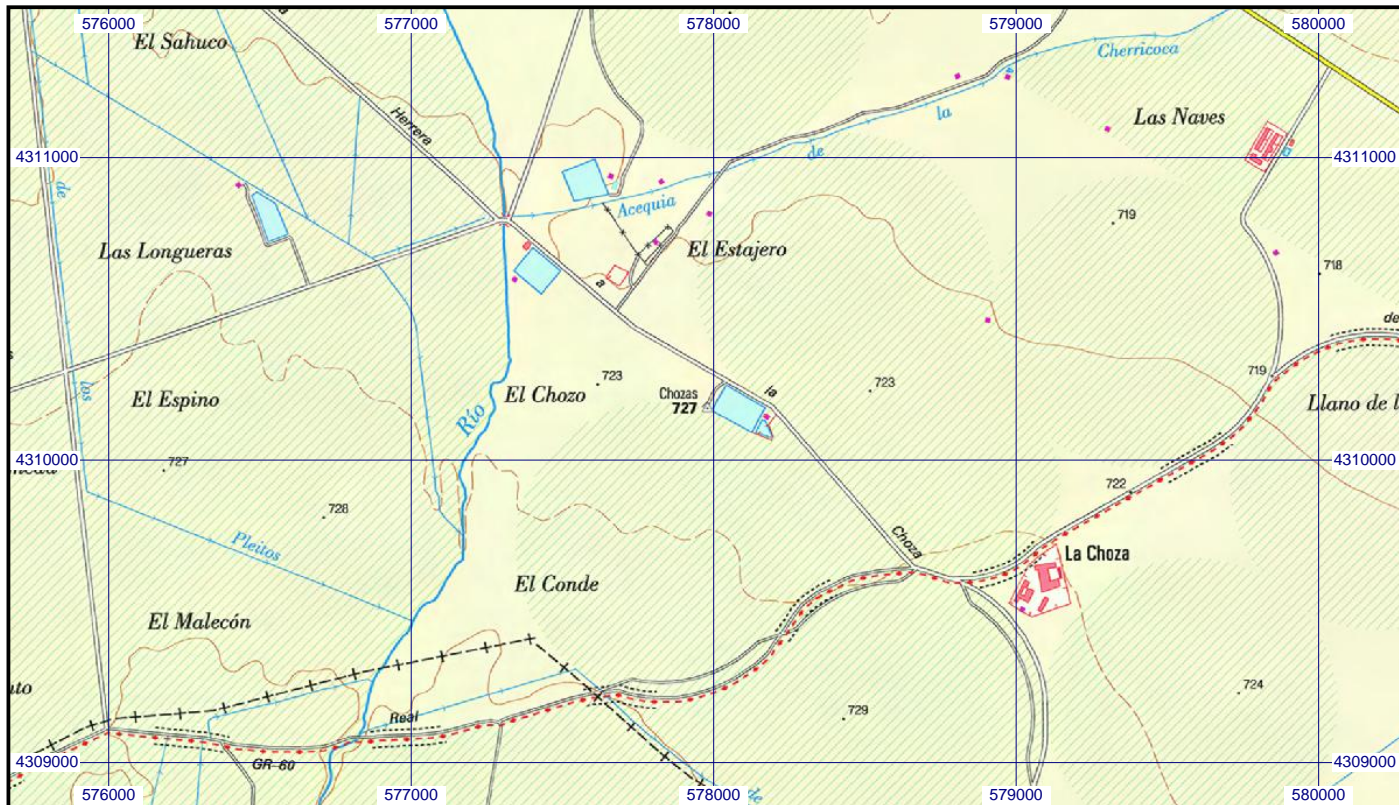 576000
577000
578000
579000
580000
El Sahuco
Cherricoca
la
Herrera
Las Naves
4311000
4311000
de
de
Acequia
719
Las Longueras
El Estajero
718
a
de
El Espino
los
El Chozo
723
Chozas
727
la
723
719
Llano de l
Río
4310000
4310000
727
722
728
Pleitos
Choza
La Choza
El Conde
El Malecón
Real
724
729
GR-60
4309000
4309000
576000
577000
578000
579000
580000
de